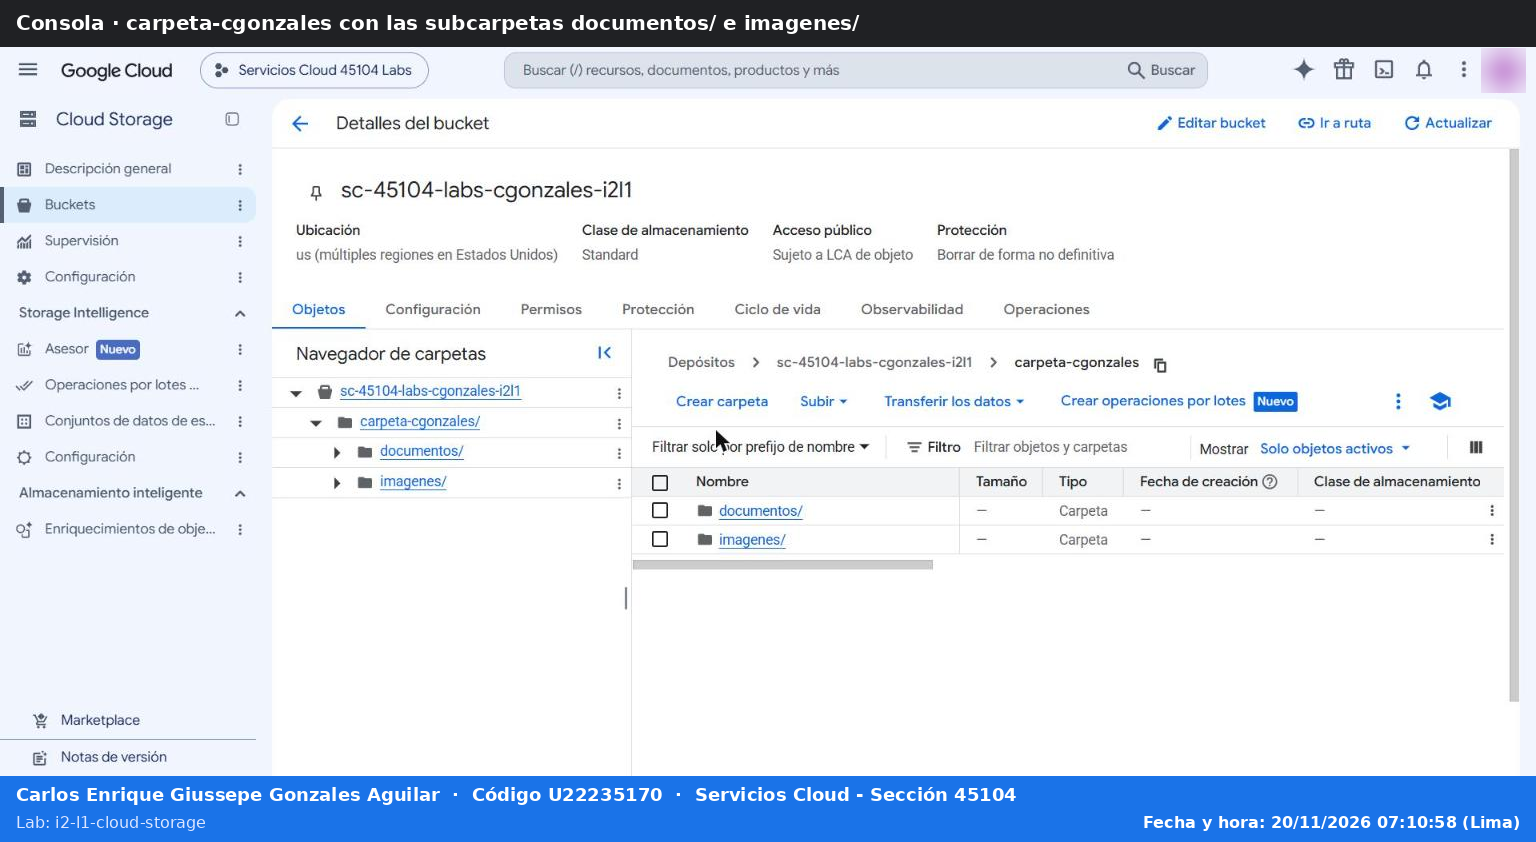 Consola · carpeta-cgonzales con las subcarpetas documentos/ e imagenes/
Google Cloud
Servicios Cloud 45104 Labs
Buscar (/) recursos, documentos, productos y más
Buscar
Cloud Storage
Detalles del bucket
Editar bucket
Ir a ruta
Actualizar
Descripción general
Buckets
Supervisión
Configuración
Storage Intelligence
Asesor Nuevo
Operaciones por lotes ...
Conjuntos de datos de es...
Configuración
Almacenamiento inteligente
Enriquecimientos de obje...
Marketplace
Notas de versión
sc-45104-labs-cgonzales-i2l1
Ubicación Clase de almacenamiento Acceso público Protección
us (múltiples regiones en Estados Unidos) Standard Sujeto a LCA de objeto Borrar de forma no definitiva
Objetos Configuración Permisos Protección Ciclo de vida Observabilidad Operaciones
Navegador de carpetas
sc-45104-labs-cgonzales-i2l1
carpeta-cgonzales/
documentos/
imagenes/
Depósitos sc-45104-labs-cgonzales-i2l1 carpeta-cgonzales
Crear carpeta Subir Transferir los datos Crear operaciones por lotes Nuevo
Filtrar solo por prefijo de nombre Filtro Filtrar objetos y carpetas Mostrar Solo objetos activos
Nombre Tamaño Tipo Fecha de creación Clase de almacenamiento
documentos/ — Carpeta — —
imagenes/ — Carpeta — —
Carlos Enrique Giussepe Gonzales Aguilar · Código U22235170 · Servicios Cloud - Sección 45104
Lab: i2-l1-cloud-storage
Fecha y hora: 20/11/2026 07:10:58 (Lima)